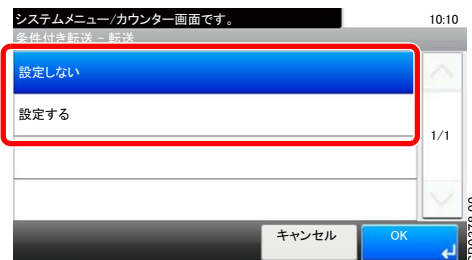 システムメニュー/カウンター画面です。
10:10
条件付き転送 - 転送
設定しない
設定する
1/1
キャンセル
OK